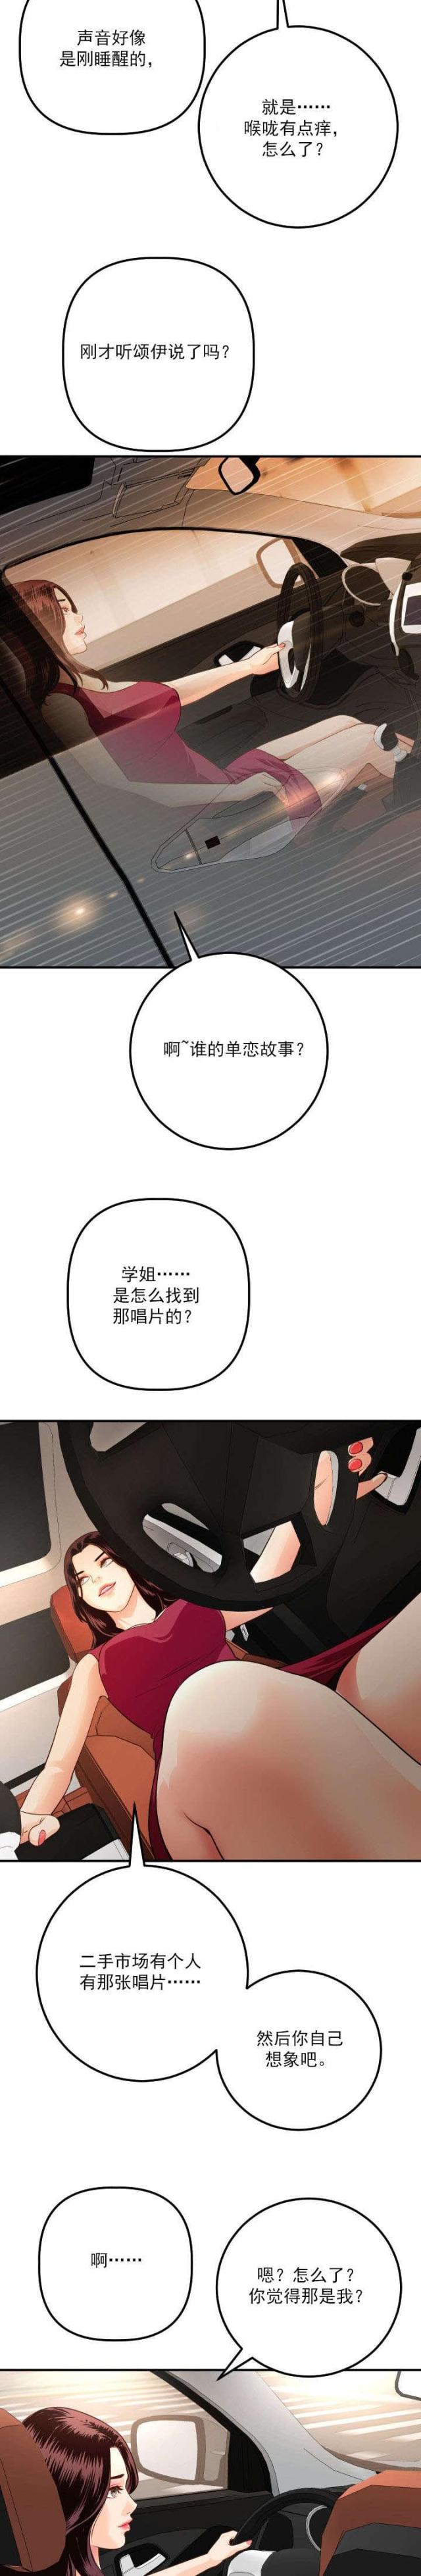 声音好像
是刚睡醒的，
就是……
喉咙有点痒，
怎么了？
刚才听颂伊说了吗？
啊~谁的单恋故事？
学姐……
是怎么找到
那唱片的？
二手市场有个人
有那张唱片……
然后你自己
想象吧。
啊……
嗯？怎么了？
你觉得那是我？